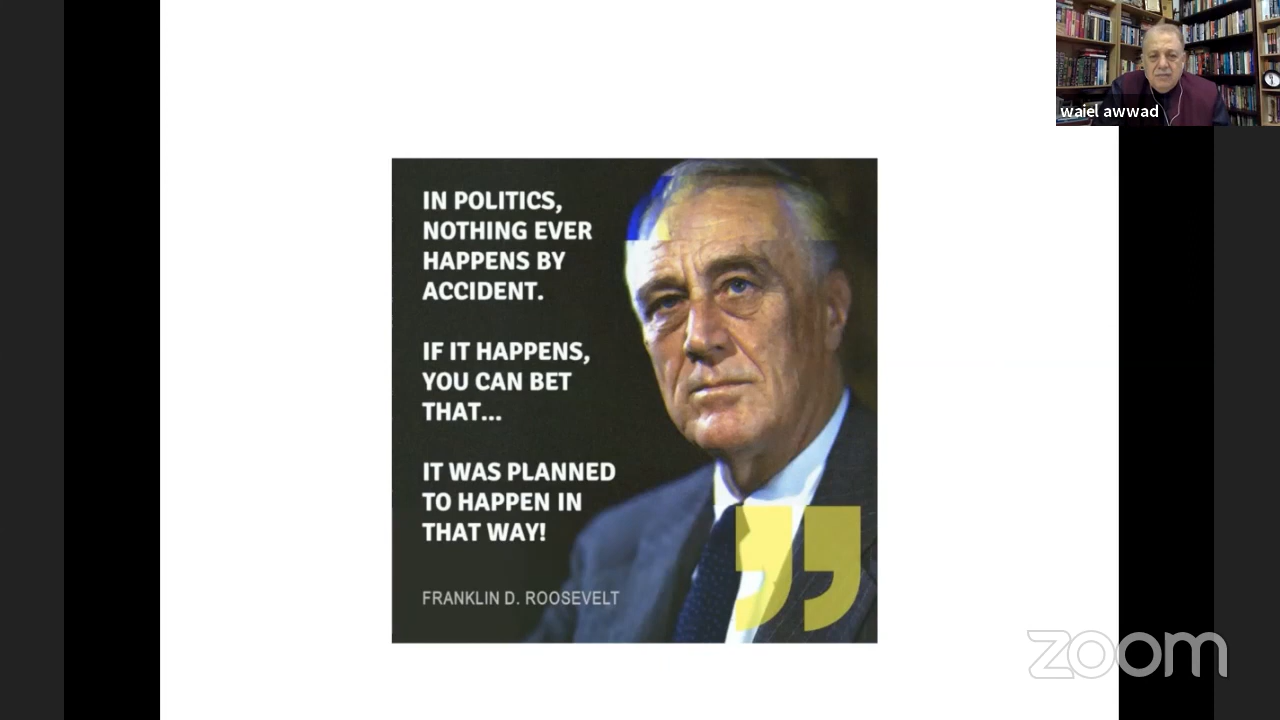 waiel awwad
IN POLITICS,
NOTHING EVER
HAPPENS BY
ACCIDENT.
IF IT HAPPENS,
YOU CAN BET
THAT...
IT WAS PLANNED
TO HAPPEN IN
THAT WAY!
FRANKLIN D. ROOSEVELT
zoom